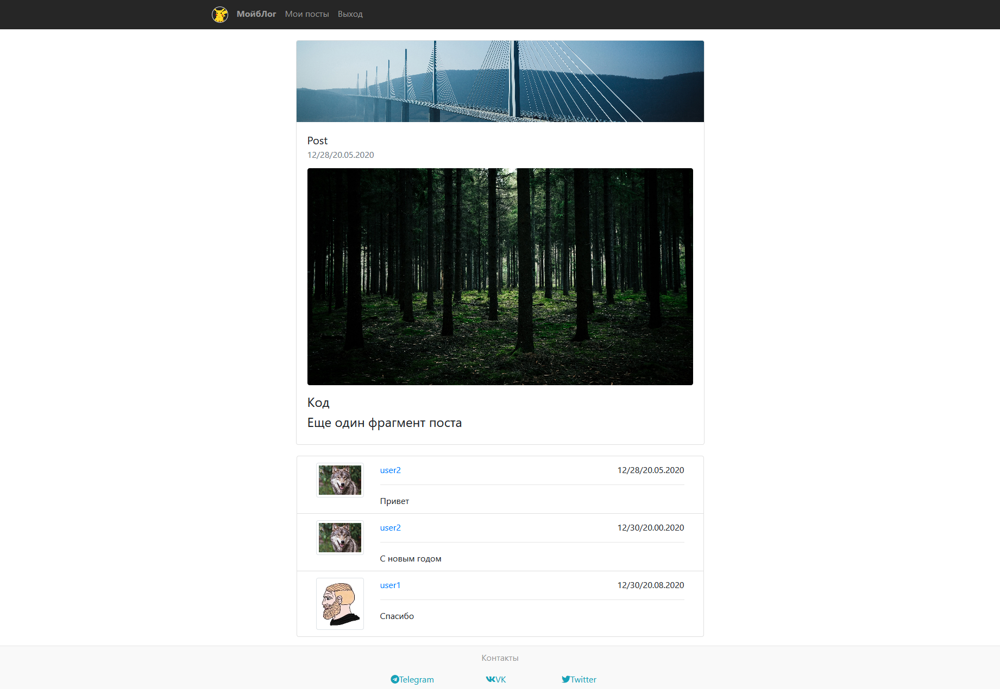 МойбЛог Мои посты Выход
Post
12/28/20.05.2020
Код
Еще один фрагмент поста
user2 12/28/20.05.2020
Привет
user2 12/30/20.00.2020
С новым годом
user1 12/30/20.08.2020
Спасибо
Контакты
Telegram VK Twitter